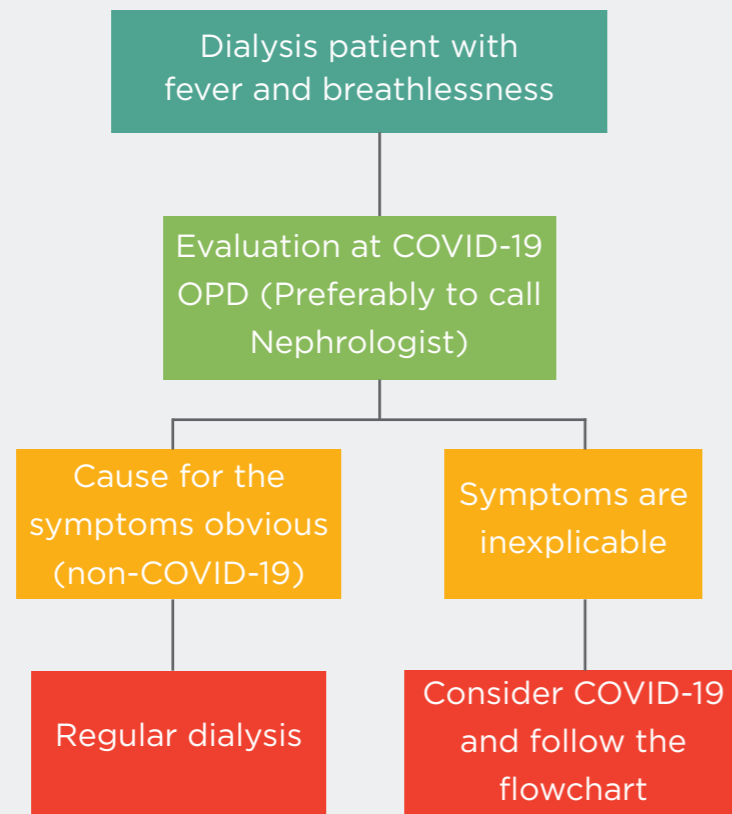 Dialysis patient with
fever and breathlessness
Evaluation at COVID-19
OPD (Preferably to call
Nephrologist)
Cause for the
symptoms obvious
(non-COVID-19)
Symptoms are
inexplicable
Regular dialysis
Consider COVID-19
and follow the
flowchart